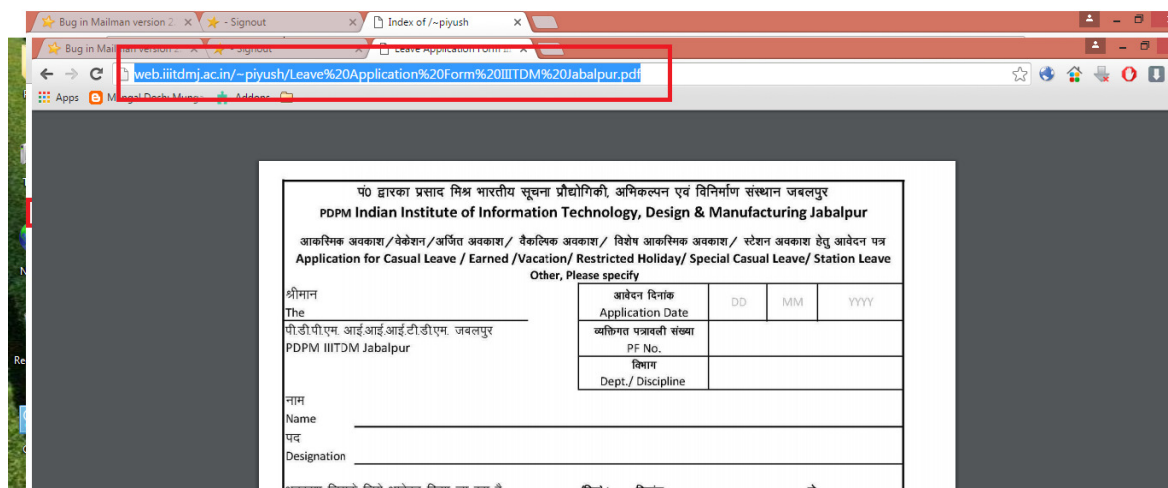 Bug in Mailman version 2. - Signout Index of /~piyush
Bug in Mailman version - Signout Leave Application Form
web.iiitdmj.ac.in/~piyush/Leave%20Application%20Form%20IIITDM%20Jabalpur.pdf
Apps
पं0 द्वारका प्रसाद मिश्र भारतीय सूचना प्रौद्योगिकी, अभिकल्पन एवं विनिर्माण संस्थान जबलपुर
PDPM Indian Institute of Information Technology, Design & Manufacturing Jabalpur
आकस्मिक अवकाश/वेकेशन/अर्जित अवकाश/ वैकल्पिक अवकाश/ विशेष आकस्मिक अवकाश/ स्टेशन अवकाश हेतु आवेदन पत्र
Application for Casual Leave / Earned /Vacation/ Restricted Holiday/ Special Casual Leave/ Station Leave
Other, Please specify
श्रीमान
The
आवेदन दिनांक
Application Date
DD MM YYYY
पी.डी.पी.एम. आई.आई.आई.टी.डी.एम. जबलपुर
PDPM IIITDM Jabalpur
व्यक्तिगत पत्रावली संख्या
PF No.
विभाग
Dept./ Discipline
नाम
Name
पद
Designation